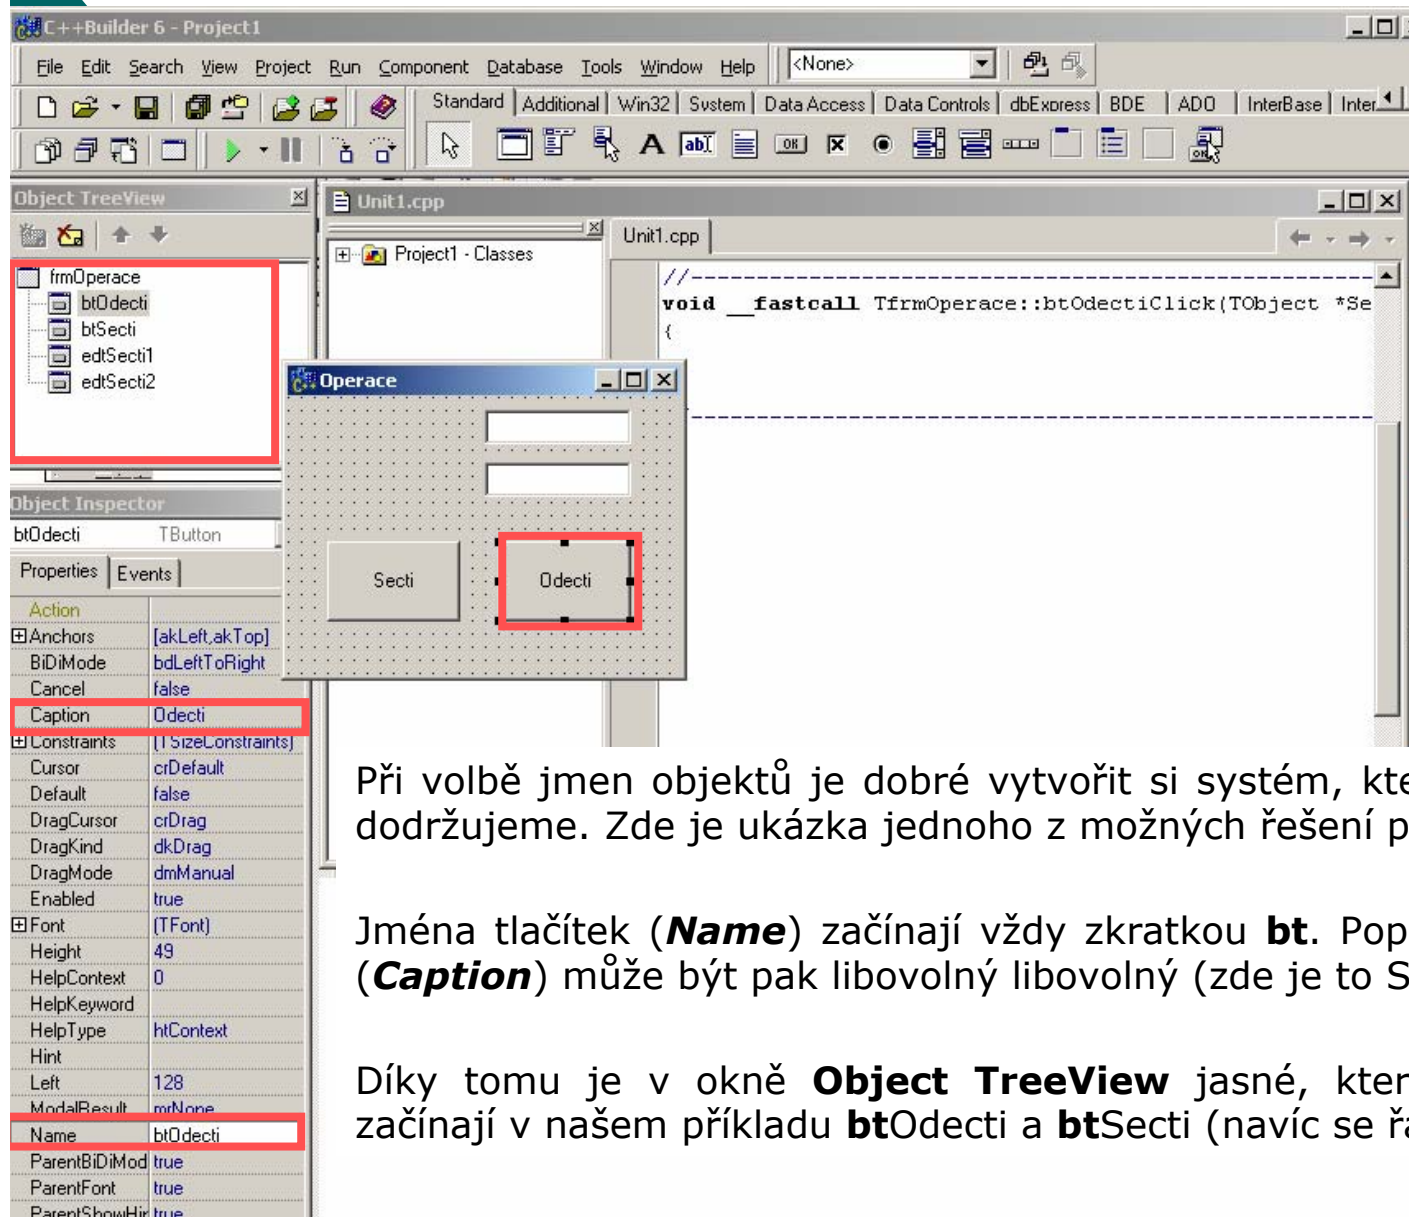 C++Builder 6 - Project1
File Edit Search View Project Run Component Database Tools Window Help <None>
Standard Additional Win32 System Data Access Data Controls dbExpress BDE ADO InterBase Inter
Object TreeView
frmOperace
btOdecti
btSecti
edtSecti1
edtSecti2
Unit1.cpp
Project1 - Classes
Unit1.cpp
//----------------------------------------------------
void __fastcall TfrmOperace::btOdectiClick(TObject *Se
{
Operace
Secti
Odecti
Object Inspector
btOdecti TButton
Properties Events
Action
Anchors [akLeft,akTop]
BiDiMode bdLeftToRight
Cancel false
Caption Odecti
Constraints (TSizeConstraints)
Cursor crDefault
Default false
DragCursor crDrag
DragKind dkDrag
DragMode dmManual
Enabled true
Font (TFont)
Height 49
HelpContext 0
HelpKeyword
HelpType htContext
Hint
Left 128
ModalResult mrNone
Name btOdecti
ParentBiDiMod true
ParentFont true
ParentShowHir true
Při volbě jmen objektů je dobré vytvořit si systém, kte
dodržujeme. Zde je ukázka jednoho z možných řešení p
Jména tlačítek (Name) začínají vždy zkratkou bt. Pop
(Caption) může být pak libovolný libovolný (zde je to S
Díky tomu je v okně Object TreeView jasné, kter
začínají v našem příkladu btOdecti a btSecti (navíc se řa